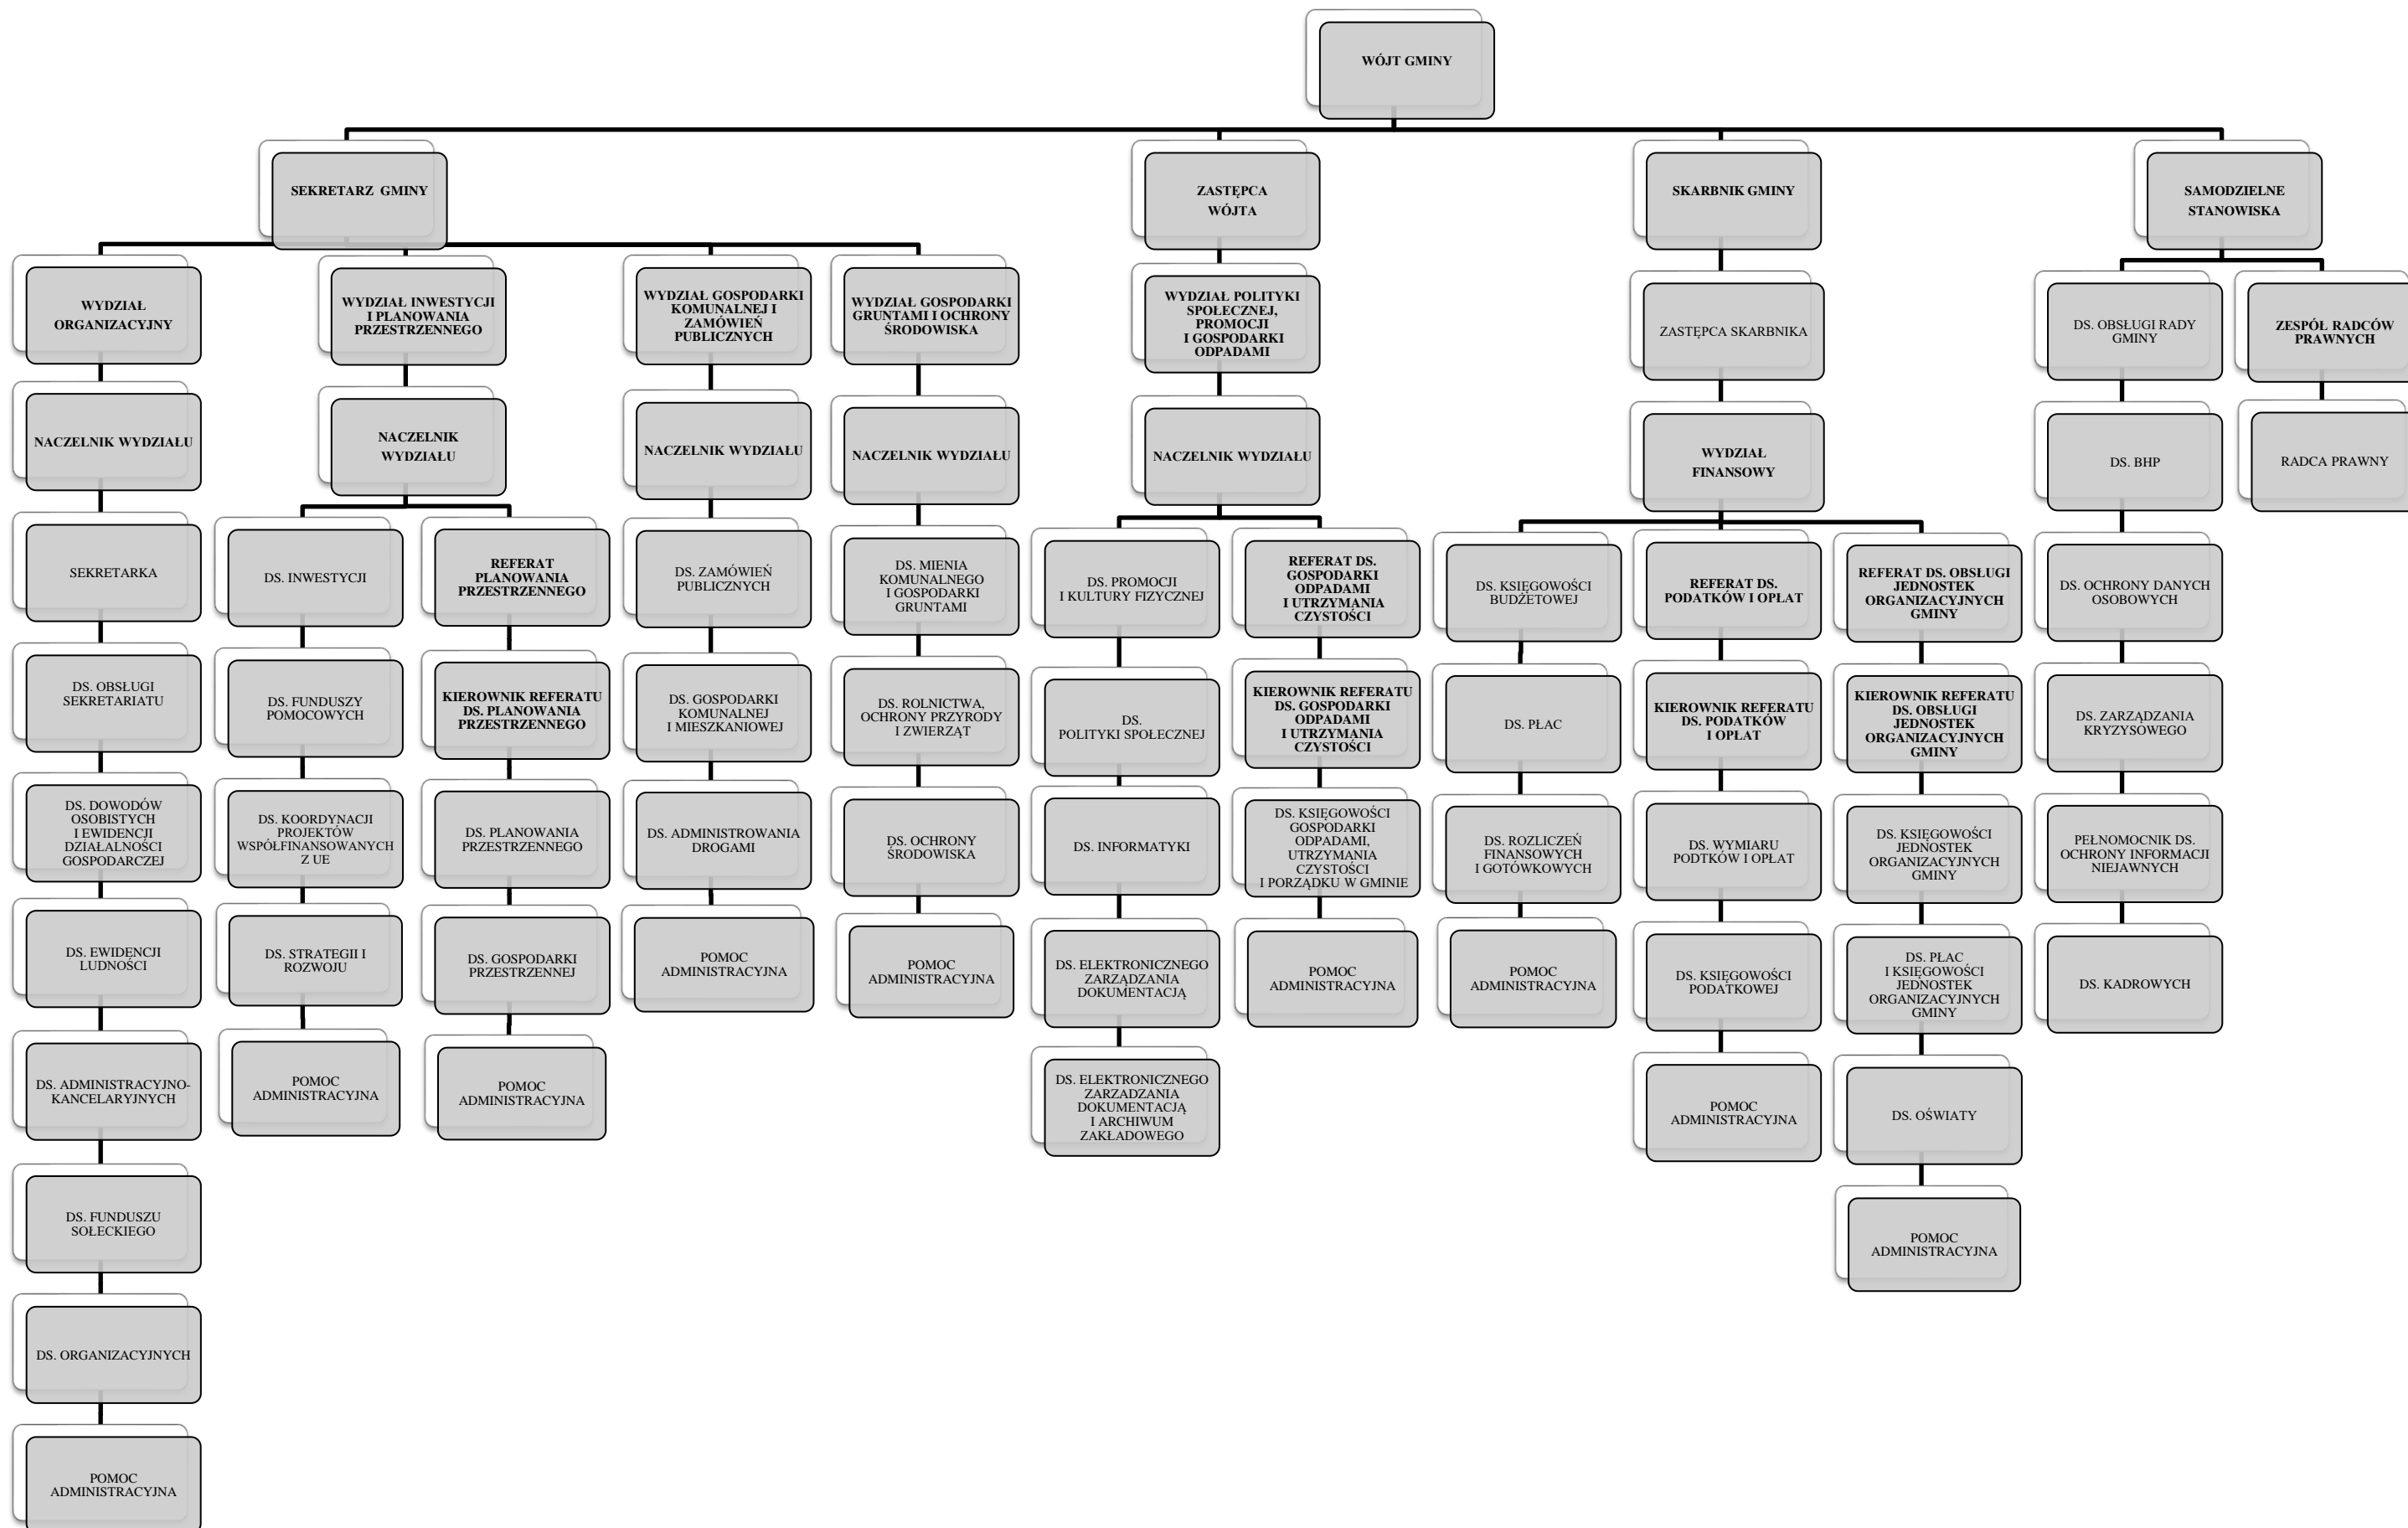 WÓJT GMINY
SEKRETARZ GMINY
ZASTĘPCA
WÓJTA
SKARBNIK GMINY
SAMODZIELNE
STANOWISKA
WYDZIAŁ
ORGANIZACYJNY
NACZELNIK WYDZIAŁU
SEKRETARKA
DS. OBSŁUGI
SEKRETARIATU
DS. DOWODÓW
OSOBISTYCH
I EWIDENCJI
DZIAŁALNOŚCI
GOSPODARCZEJ
DS. EWIDENCJI
LUDNOŚCI
DS. ADMINISTRACYJNO-
KANCELARYJNYCH
DS. FUNDUSZU
SOŁECKIEGO
DS. ORGANIZACYJNYCH
POMOC
ADMINISTRACYJNA
WYDZIAŁ INWESTYCJI
I PLANOWANIA
PRZESTRZENNEGO
NACZELNIK
WYDZIAŁU
DS. INWESTYCJI
DS. FUNDUSZY
POMOCOWYCH
DS. KOORDYNACJI
PROJEKTÓW
WSPÓŁFINANSOWANYCH
Z UE
DS. STRATEGII I
ROZWOJU
POMOC
ADMINISTRACYJNA
REFERAT
PLANOWANIA
PRZESTRZENNEGO
KIEROWNIK REFERATU
DS. PLANOWANIA
PRZESTRZENNEGO
DS. PLANOWANIA
PRZESTRZENNEGO
DS. GOSPODARKI
PRZESTRZENNEJ
POMOC
ADMINISTRACYJNA
WYDZIAŁ GOSPODARKI
KOMUNALNEJ I
ZAMÓWIEŃ
PUBLICZNYCH
NACZELNIK WYDZIAŁU
DS. ZAMÓWIEŃ
PUBLICZNYCH
DS. GOSPODARKI
KOMUNALNEJ
I MIESZKANIOWEJ
DS. ADMINISTROWANIA
DROGAMI
POMOC
ADMINISTRACYJNA
WYDZIAŁ GOSPODARKI
GRUNTAMI I OCHRONY
ŚRODOWISKA
NACZELNIK WYDZIAŁU
DS. MIENIA
KOMUNALNEGO
I GOSPODARKI
GRUNTAMI
DS. ROLNICTWA,
OCHRONY PRZYRODY
I ZWIERZĄT
DS. OCHRONY
ŚRODOWISKA
POMOC
ADMINISTRACYJNA
WYDZIAŁ POLITYKI
SPOŁECZNEJ,
PROMOCJI
I GOSPODARKI
ODPADAMI
NACZELNIK WYDZIAŁU
DS. PROMOCJI
I KULTURY FIZYCZNEJ
DS.
POLITYKI SPOŁECZNEJ
DS. INFORMATYKI
DS. ELEKTRONICZNEGO
ZARZĄDZANIA
DOKUMENTACJĄ
DS. ELEKTRONICZNEGO
ZARZADZANIA
DOKUMENTACJĄ
I ARCHIWUM
ZAKŁADOWEGO
REFERAT DS.
GOSPODARKI
ODPADAMI
I UTRZYMANIA
CZYSTOŚCI
KIEROWNIK REFERATU
DS. GOSPODARKI
ODPADAMI
I UTRZYMANIA
CZYSTOŚCI
DS. KSIĘGOWOŚCI
GOSPODARKI
ODPADAMI,
UTRZYMANIA
CZYSTOŚCI
I PORZĄDKU W GMINIE
POMOC
ADMINISTRACYJNA
ZASTĘPCA SKARBNIKA
WYDZIAŁ
FINANSOWY
DS. KSIĘGOWOŚCI
BUDŻETOWEJ
DS. PŁAC
DS. ROZLICZEŃ
FINANSOWYCH
I GOTÓWKOWYCH
POMOC
ADMINISTRACYJNA
REFERAT DS.
PODATKÓW I OPŁAT
KIEROWNIK REFERATU
DS. PODATKÓW
I OPŁAT
DS. WYMIARU
PODTKÓW I OPŁAT
DS. KSIĘGOWOŚCI
PODATKOWEJ
POMOC
ADMINISTRACYJNA
REFERAT DS. OBSŁUGI
JEDNOSTEK
ORGANIZACYJNYCH
GMINY
KIEROWNIK REFERATU
DS. OBSŁUGI
JEDNOSTEK
ORGANIZACYJNYCH
GMINY
DS. KSIĘGOWOŚCI
JEDNOSTEK
ORGANIZACYJNYCH
GMINY
DS. PŁAC
I KSIĘGOWOŚCI
JEDNOSTEK
ORGANIZACYJNYCH
GMINY
DS. OŚWIATY
POMOC
ADMINISTRACYJNA
DS. OBSŁUGI RADY
GMINY
DS. BHP
DS. OCHRONY DANYCH
OSOBOWYCH
DS. ZARZĄDZANIA
KRYZYSOWEGO
PEŁNOMOCNIK DS.
OCHRONY INFORMACJI
NIEJAWNYCH
DS. KADROWYCH
ZESPÓŁ RADCÓW
PRAWNYCH
RADCA PRAWNY